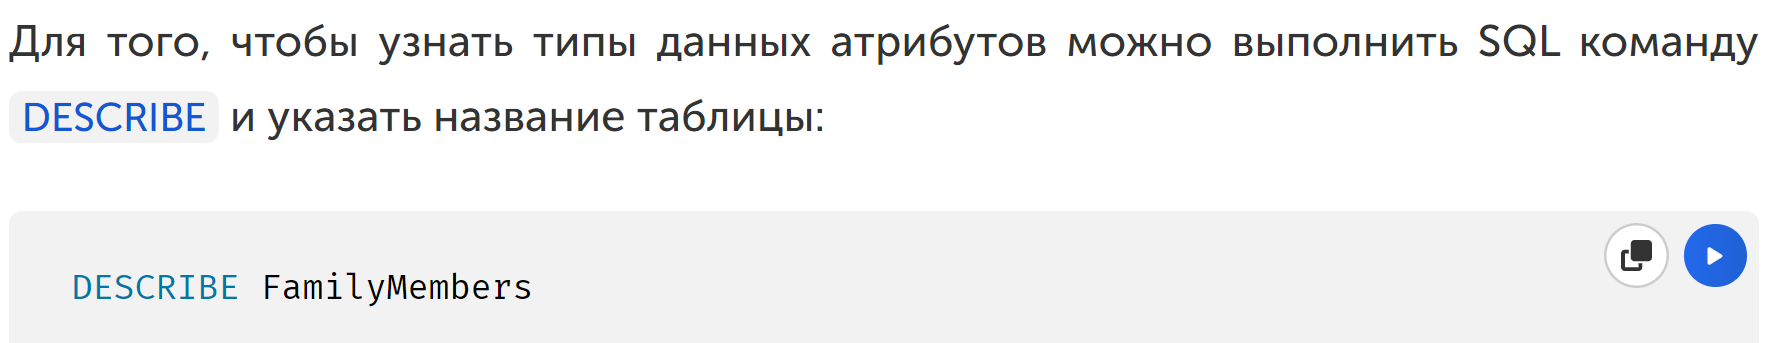 Для того, чтобы узнать типы данных атрибутов можно выполнить SQL команду
DESCRIBE и указать название таблицы:
DESCRIBE FamilyMembers